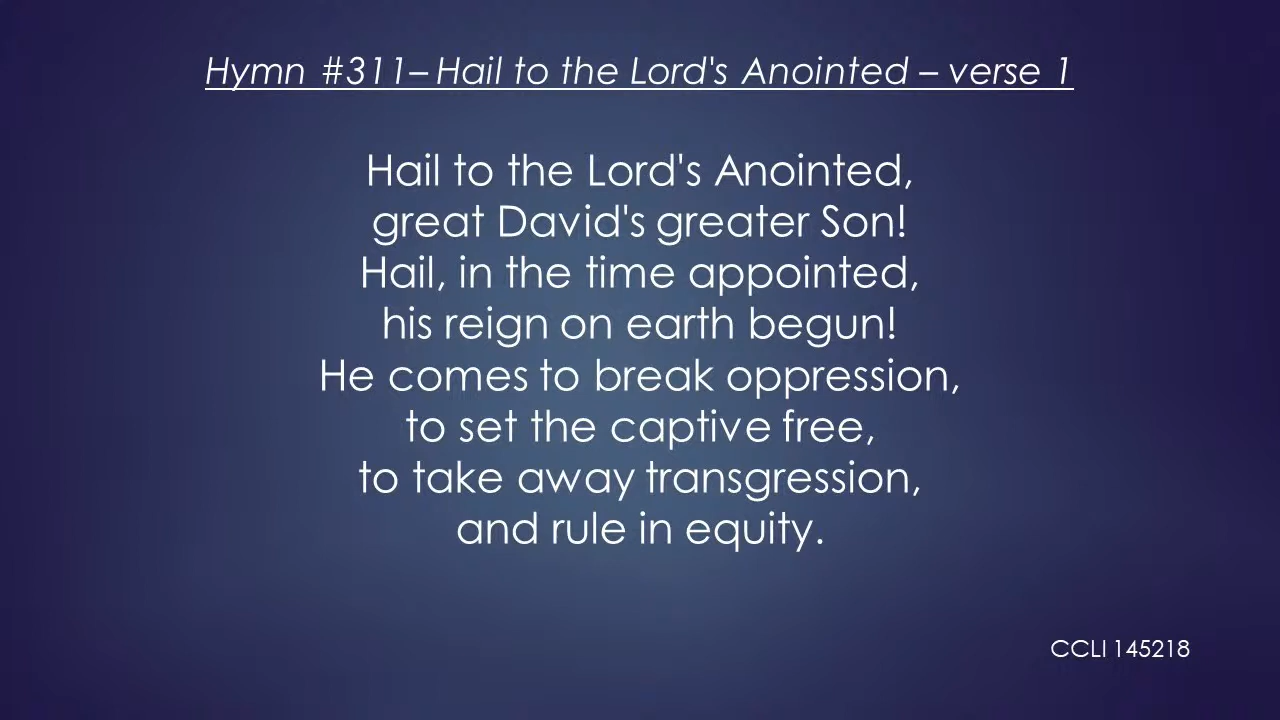 Hymn #311– Hail to the Lord's Anointed – verse 1
Hail to the Lord's Anointed,
great David's greater Son!
Hail, in the time appointed,
his reign on earth begun!
He comes to break oppression,
to set the captive free,
to take away transgression,
and rule in equity.
CCLI 145218